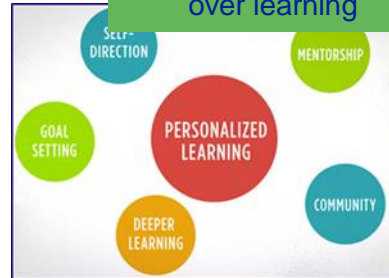 over learning
SELF-
DIRECTION
MENTORSHIP
GOAL
SETTING
PERSONALIZED
LEARNING
COMMUNITY
DEEPER
LEARNING